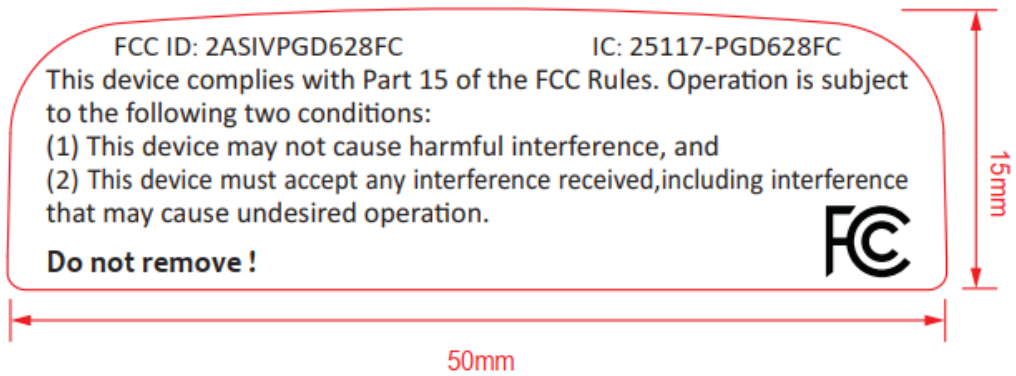 FCC ID: 2ASIVPGD628FC IC: 25117-PGD628FC
This device complies with Part 15 of the FCC Rules. Operation is subject
to the following two conditions:
(1) This device may not cause harmful interference, and
(2) This device must accept any interference received,including interference
that may cause undesired operation.
Do not remove !
FC
15mm
50mm